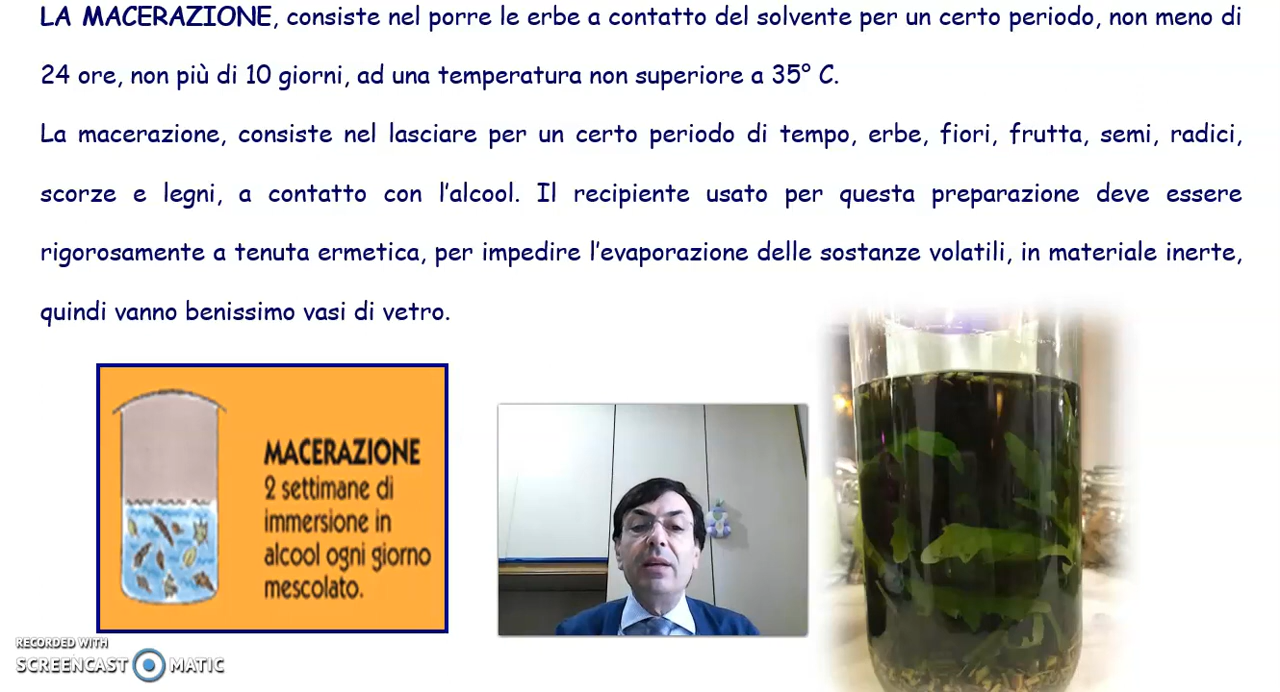 LA MACERAZIONE, consiste nel porre le erbe a contatto del solvente per un certo periodo, non meno di
24 ore, non più di 10 giorni, ad una temperatura non superiore a 35° C.
La macerazione, consiste nel lasciare per un certo periodo di tempo, erbe, fiori, frutta, semi, radici,
scorze e legni, a contatto con l'alcool. Il recipiente usato per questa preparazione deve essere
rigorosamente a tenuta ermetica, per impedire l'evaporazione delle sostanze volatili, in materiale inerte,
quindi vanno benissimo vasi di vetro.
MACERAZIONE
2 settimane di
immersione in
alcool ogni giorno
mescolato.
RECORDED WITH
SCREENCAST MATIC